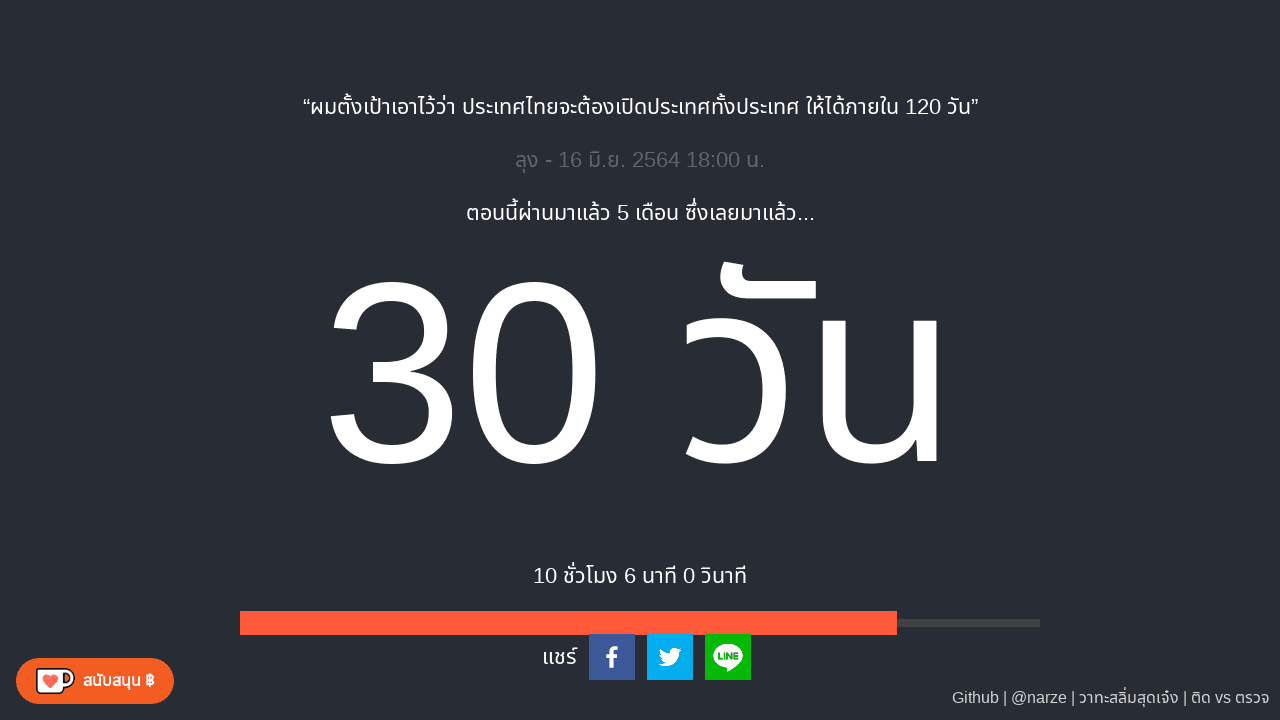 “ผมตั้งเป้าเอาไว้ว่า ประเทศไทยจะต้องเปิดประเทศทั้งประเทศ ให้ได้ภายใน 120 วัน”
ลุง - 16 มิ.ย. 2564 18:00 น.
ตอนนี้ผ่านมาแล้ว 5 เดือน ซึ่งเลยมาแล้ว...
30 วัน
10 ชั่วโมง 6 นาที 0 วินาที
แชร์
LINE
สนับสนุน ฿
Github | @narze | วาทะสลิ่มสุดเจ๋ง | ติด vs ตรวจ